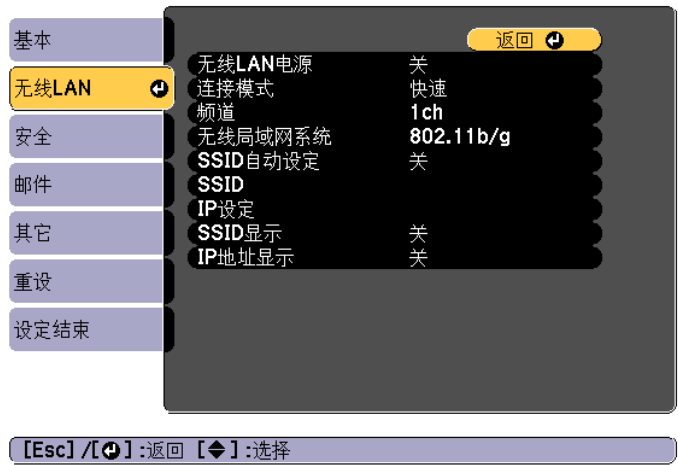 基本
无线LAN
安全
邮件
其它
重设
设定结束
返回
无线LAN电源 关
连接模式 快速
频道 1ch
无线局域网系统 802.11b/g
SSID自动设定 关
SSID
IP设定
SSID显示 关
IP地址显示 关
[Esc] /[ ] :返回 [ ] :选择